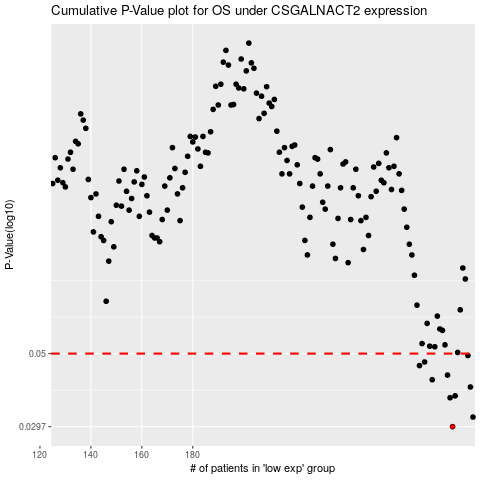 Cumulative P-Value plot for OS under CSGALNACT2 expression
P-Value(log10)
0.05
0.0297
120 140 160 180
# of patients in 'low exp' group